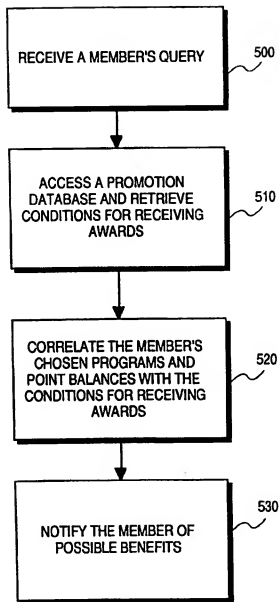 RECEIVE A MEMBER'S QUERY
500
ACCESS A PROMOTION
DATABASE AND RETRIEVE
CONDITIONS FOR RECEIVING
AWARDS
510
CORRELATE THE MEMBER'S
CHOSEN PROGRAMS AND
POINT BALANCES WITH THE
CONDITIONS FOR RECEIVING
AWARDS
520
NOTIFY THE MEMBER OF
POSSIBLE BENEFITS
530